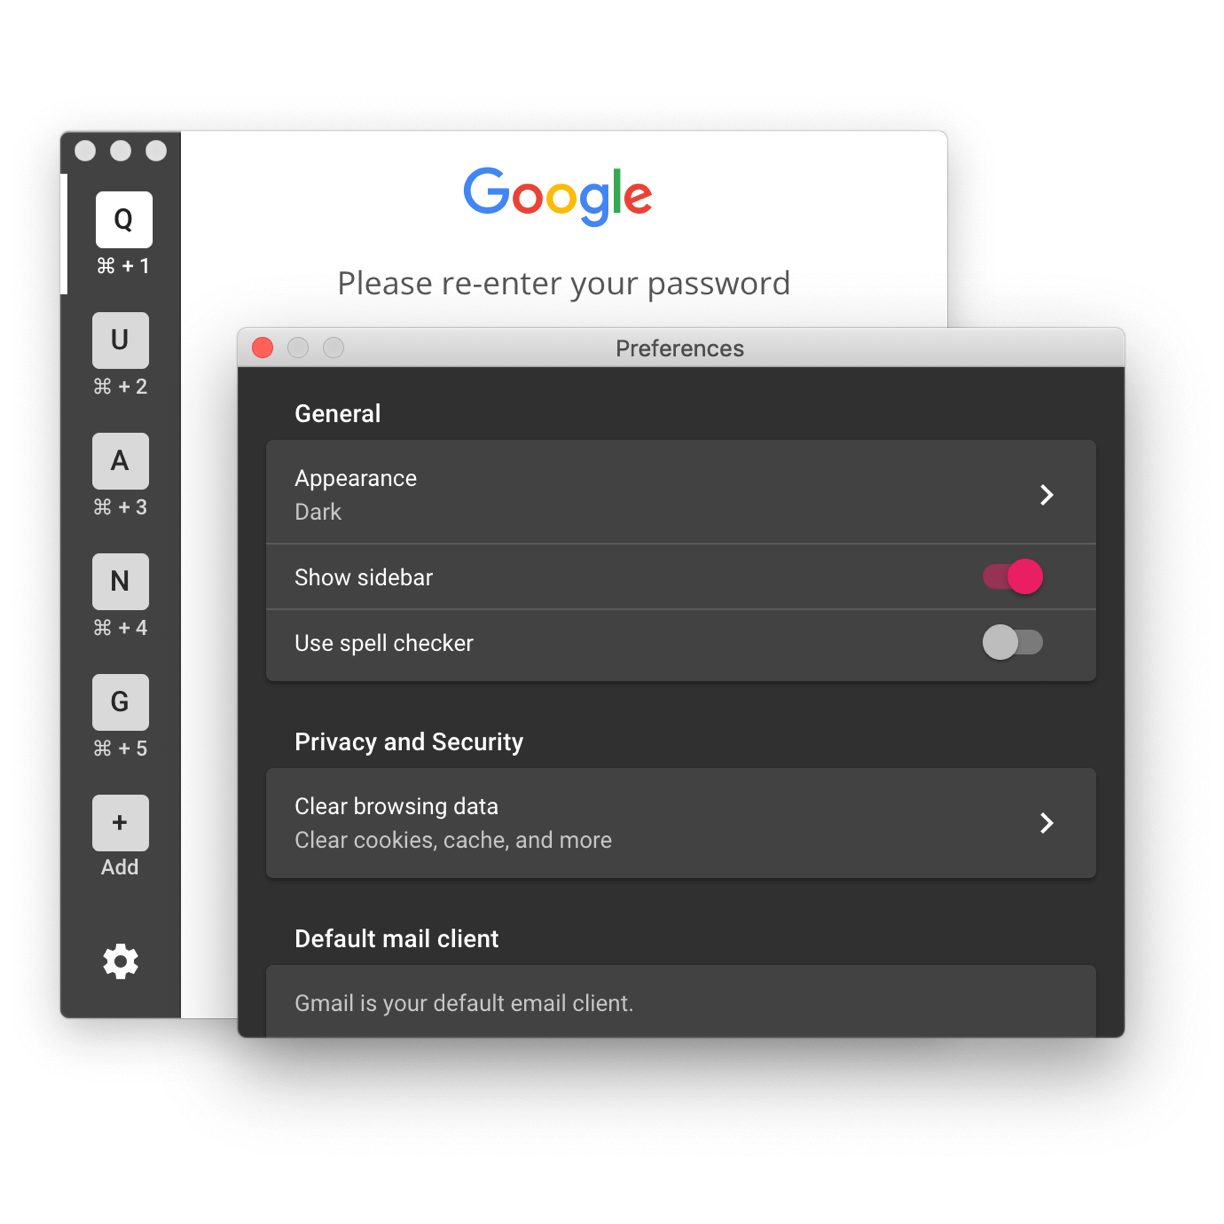 Google
Please re-enter your password
Q
⌘ + 1
U
⌘ + 2
A
⌘ + 3
N
⌘ + 4
G
⌘ + 5
+
Add
Preferences
General
Appearance
Dark
Show sidebar
Use spell checker
Privacy and Security
Clear browsing data
Clear cookies, cache, and more
Default mail client
Gmail is your default email client.